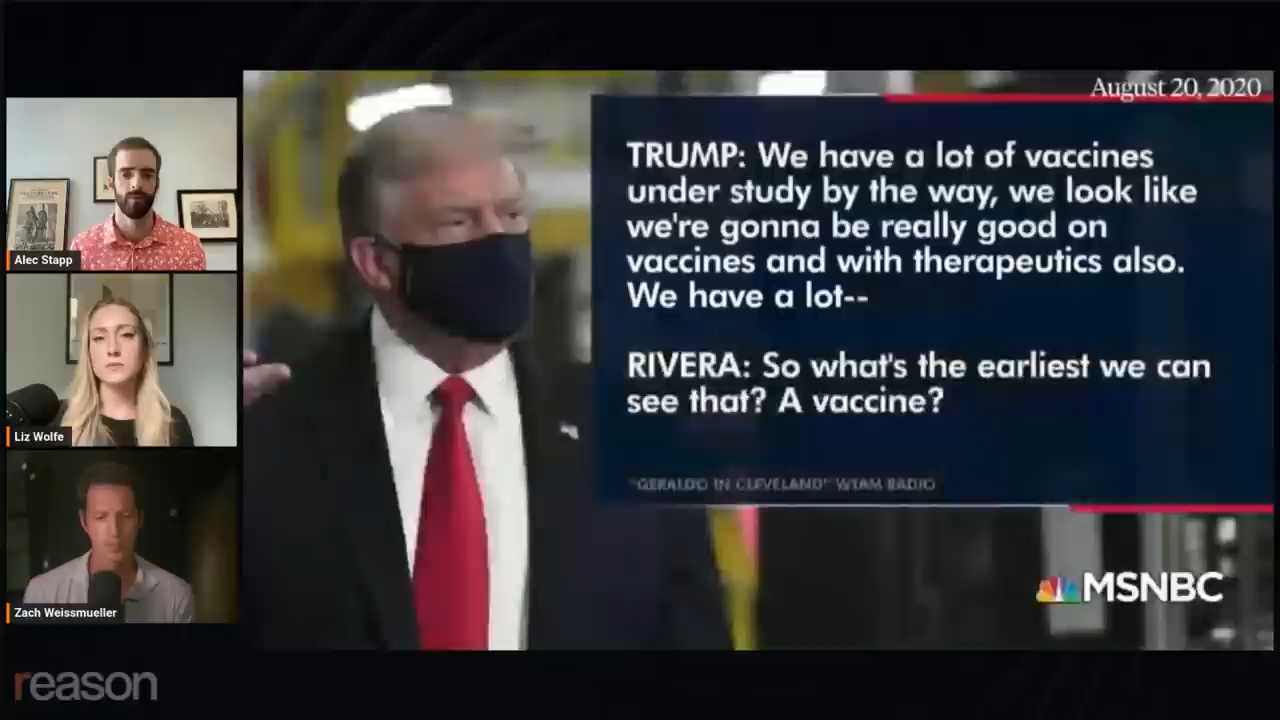 August 20, 2020
TRUMP: We have a lot of vaccines
under study by the way, we look like
we're gonna be really good on
vaccines and with therapeutics also.
We have a lot--
RIVERA: So what's the earliest we can
see that? A vaccine?
"GERALDO IN CLEVELAND" WTAM RADIO
MSNBC
Alec Stapp
Liz Wolfe
Zach Weissmueller
reason